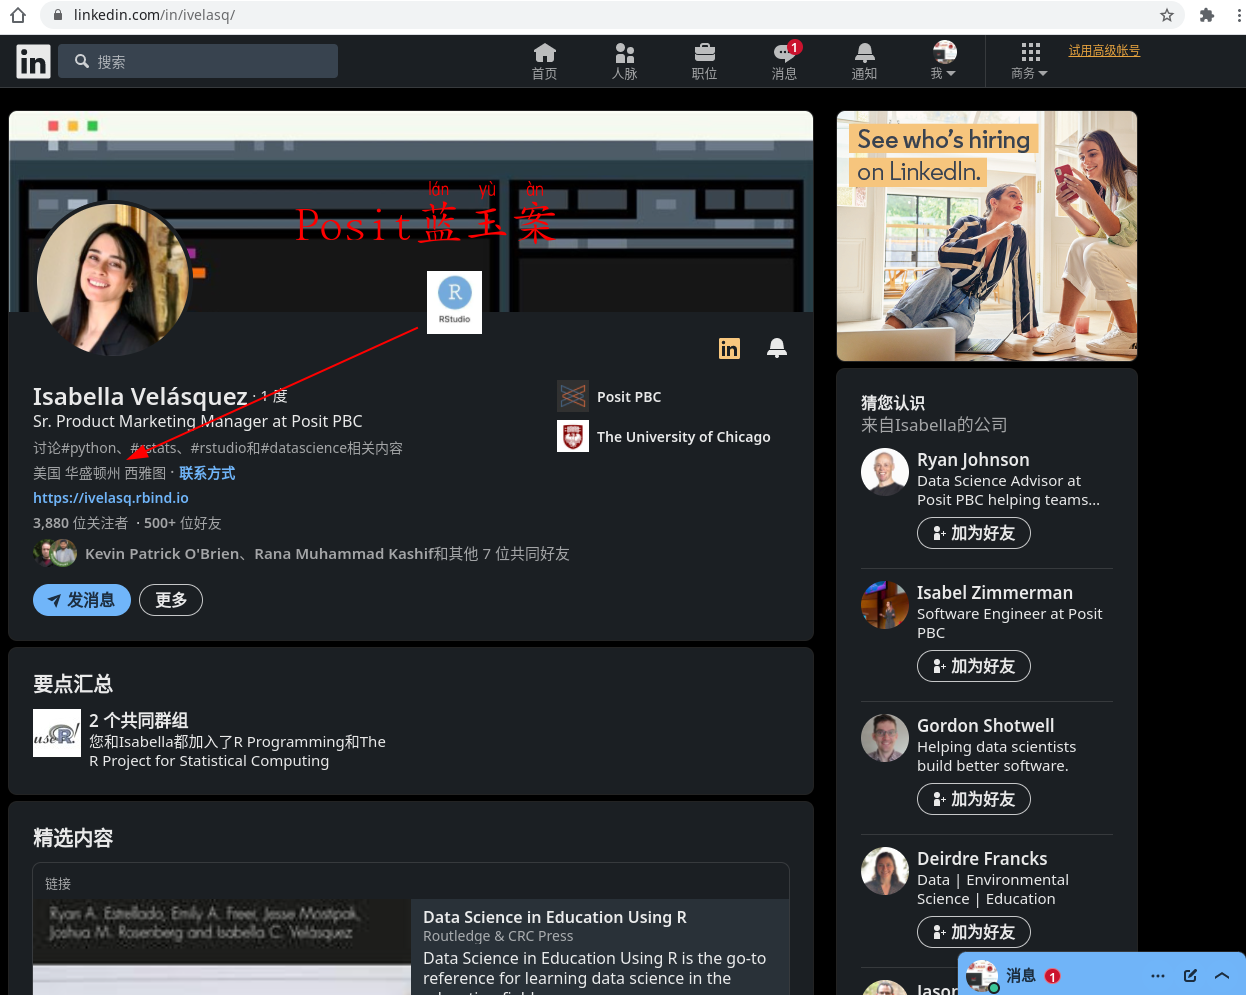 linkedin.com/in/ivelasq/
in
搜索
首页
人脉
职位
1
消息
通知
我
商务
试用高级帐号
lán yù àn
Posit蓝玉案
R
RStudio
See who's hiring
on LinkedIn.
in
Isabella Velásquez · 1 度
Sr. Product Marketing Manager at Posit PBC
讨论#python、#rstats、#rstudio和#datascience相关内容
美国 华盛顿州 西雅图 · 联系方式
https://ivelasq.rbind.io
3,880 位关注者 · 500+ 位好友
Kevin Patrick O'Brien、Rana Muhammad Kashif和其他 7 位共同好友
发消息
更多
Posit PBC
The University of Chicago
要点汇总
useR!
2 个共同群组
您和Isabella都加入了R Programming和The
R Project for Statistical Computing
精选内容
链接
Ryan A. Estrellado, Emily A. Freer, Jesse Mostipak,
Joshua M. Rosenberg and Isabella C. Velásquez
Data Science in Education Using R
Routledge & CRC Press
Data Science in Education Using R is the go-to
reference for learning data science in the
猜您认识
来自Isabella的公司
Ryan Johnson
Data Science Advisor at
Posit PBC helping teams...
加为好友
Isabel Zimmerman
Software Engineer at Posit
PBC
加为好友
Gordon Shotwell
Helping data scientists
build better software.
加为好友
Deirdre Francks
Data | Environmental
Science | Education
加为好友
Jason
消息 1